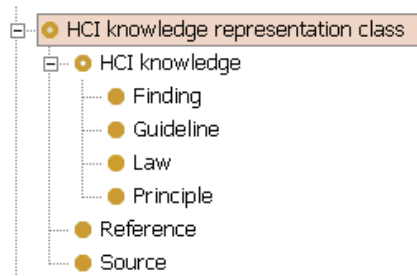 HCI knowledge representation class
HCI knowledge
Finding
Guideline
Law
Principle
Reference
Source